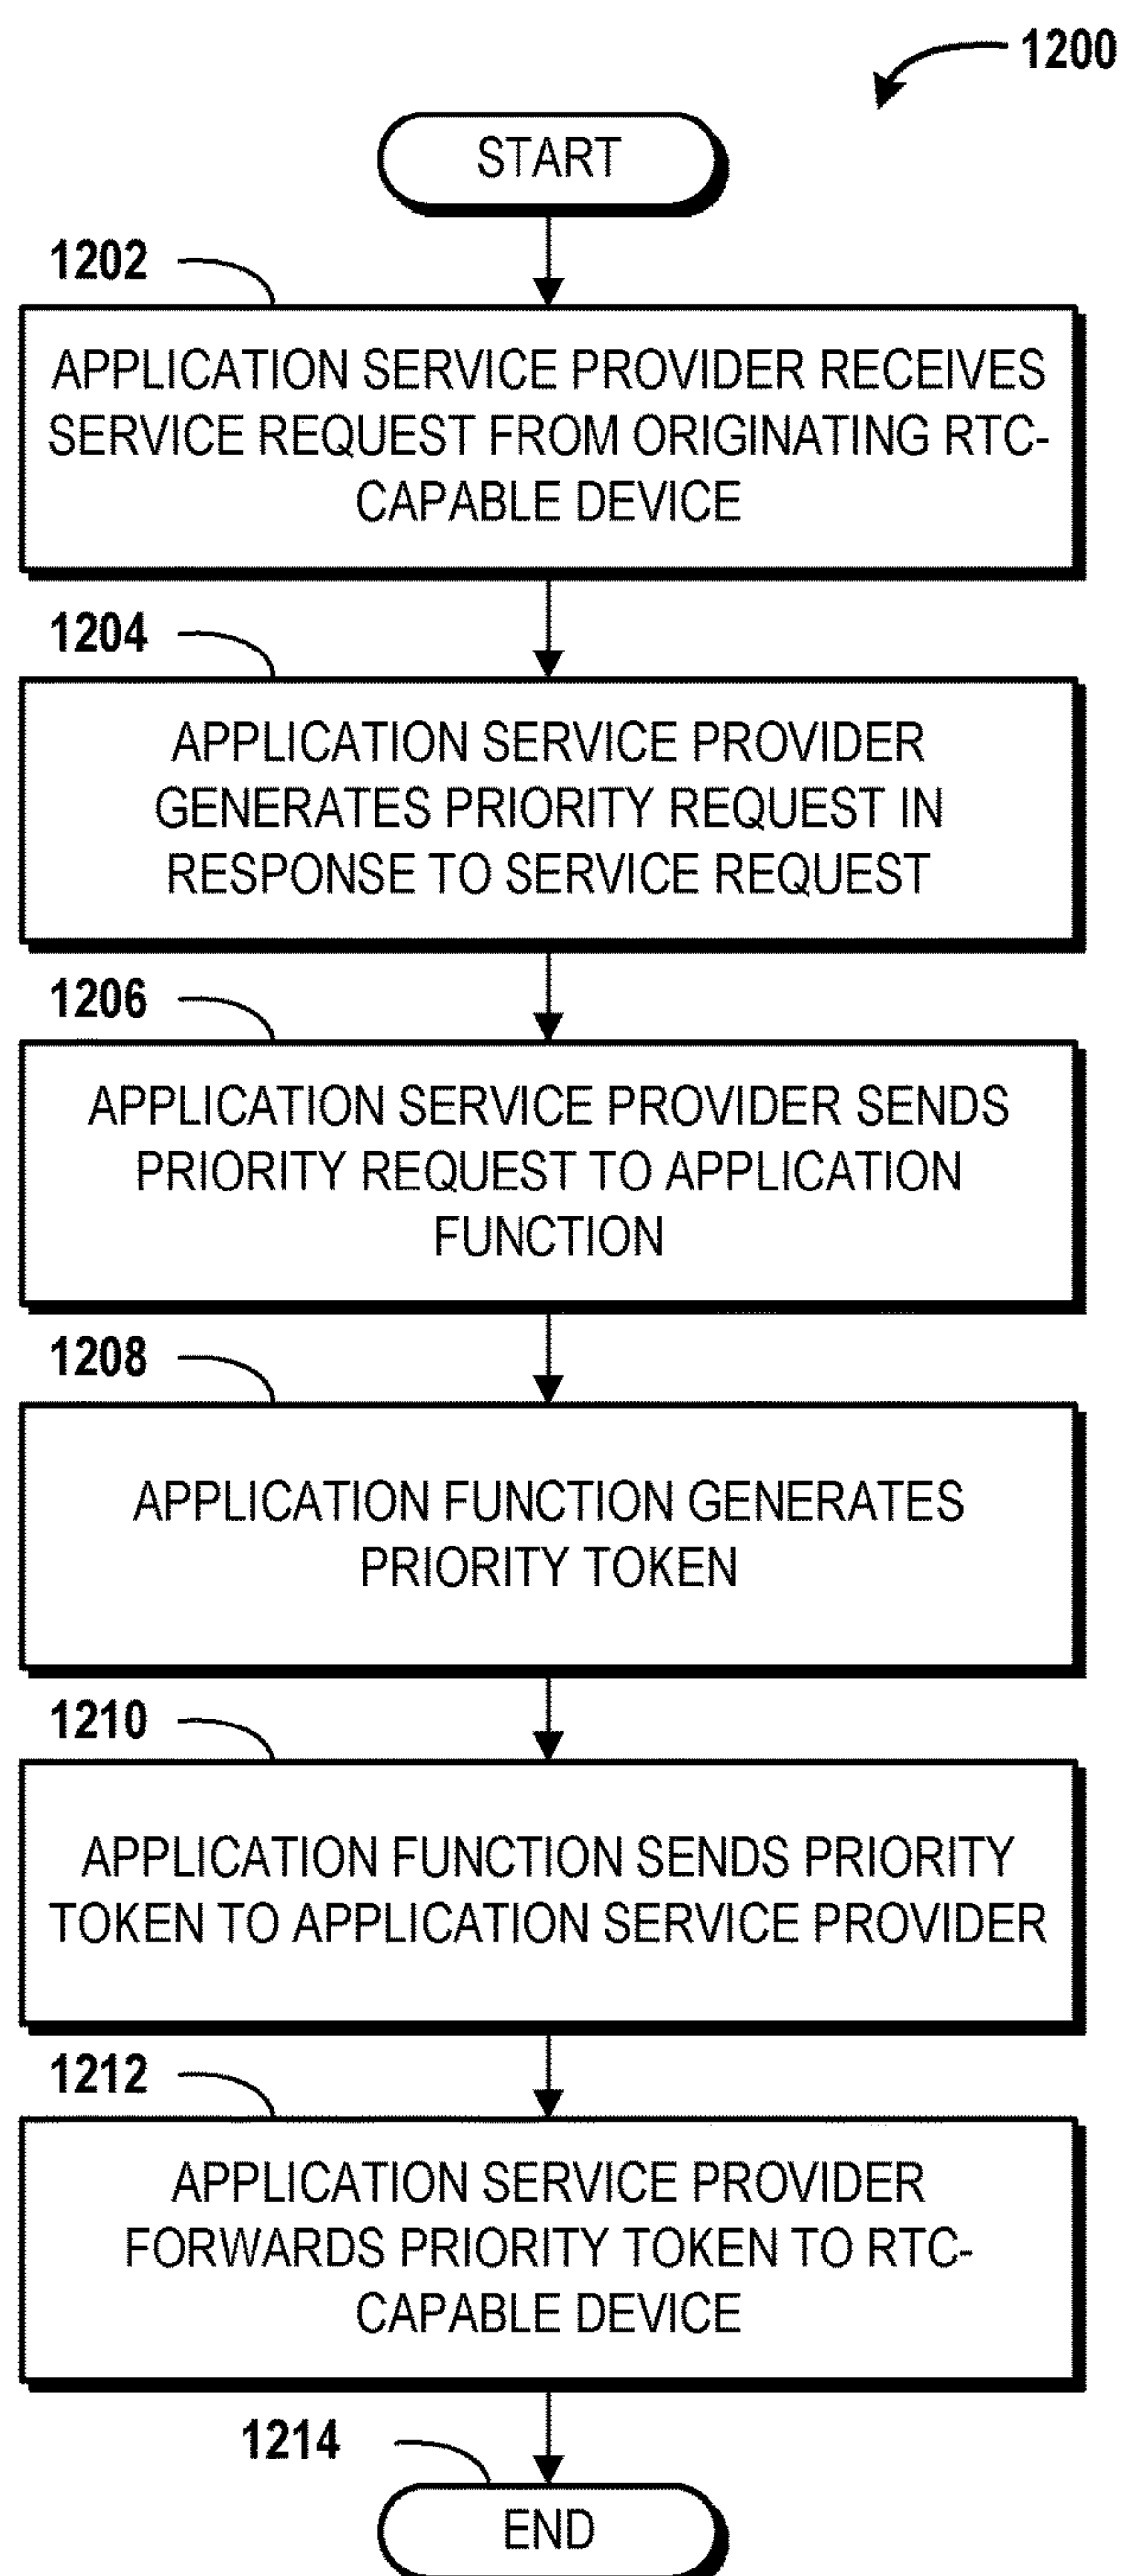 1200
START
1202
APPLICATION SERVICE PROVIDER RECEIVES
SERVICE REQUEST FROM ORIGINATING RTC-
CAPABLE DEVICE
1204
APPLICATION SERVICE PROVIDER
GENERATES PRIORITY REQUEST IN
RESPONSE TO SERVICE REQUEST
1206
APPLICATION SERVICE PROVIDER SENDS
PRIORITY REQUEST TO APPLICATION
FUNCTION
1208
APPLICATION FUNCTION GENERATES
PRIORITY TOKEN
1210
APPLICATION FUNCTION SENDS PRIORITY
TOKEN TO APPLICATION SERVICE PROVIDER
1212
APPLICATION SERVICE PROVIDER
FORWARDS PRIORITY TOKEN TO RTC-
CAPABLE DEVICE
1214
END